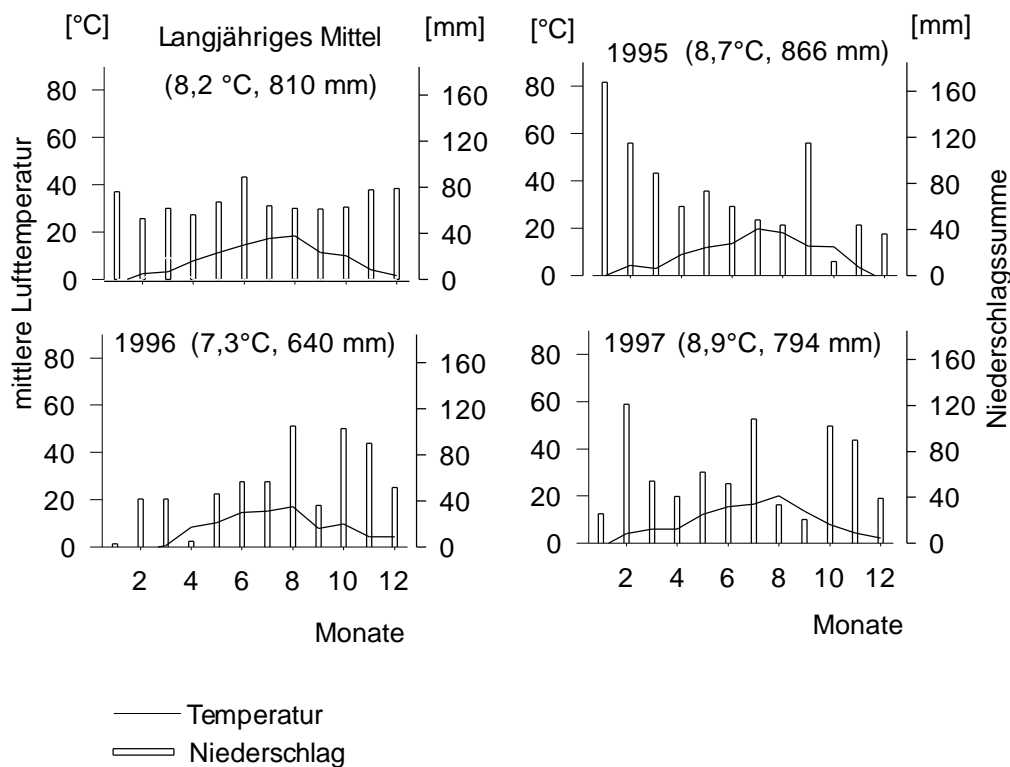 [°C] Langjähriges Mittel [mm]
(8,2 °C, 810 mm)
80 160
60 120
40 80
20 40
0 0
[°C] 1995 (8,7°C, 866 mm) [mm]
80 160
60 120
40 80
20 40
0 0
mittlere Lufttemperatur
Niederschlagssumme
1996 (7,3°C, 640 mm)
80 160
60 120
40 80
20 40
0 0
2 4 6 8 10 12
Monate
1997 (8,9°C, 794 mm)
80 160
60 120
40 80
20 40
0 0
2 4 6 8 10 12
Monate
Temperatur
Niederschlag